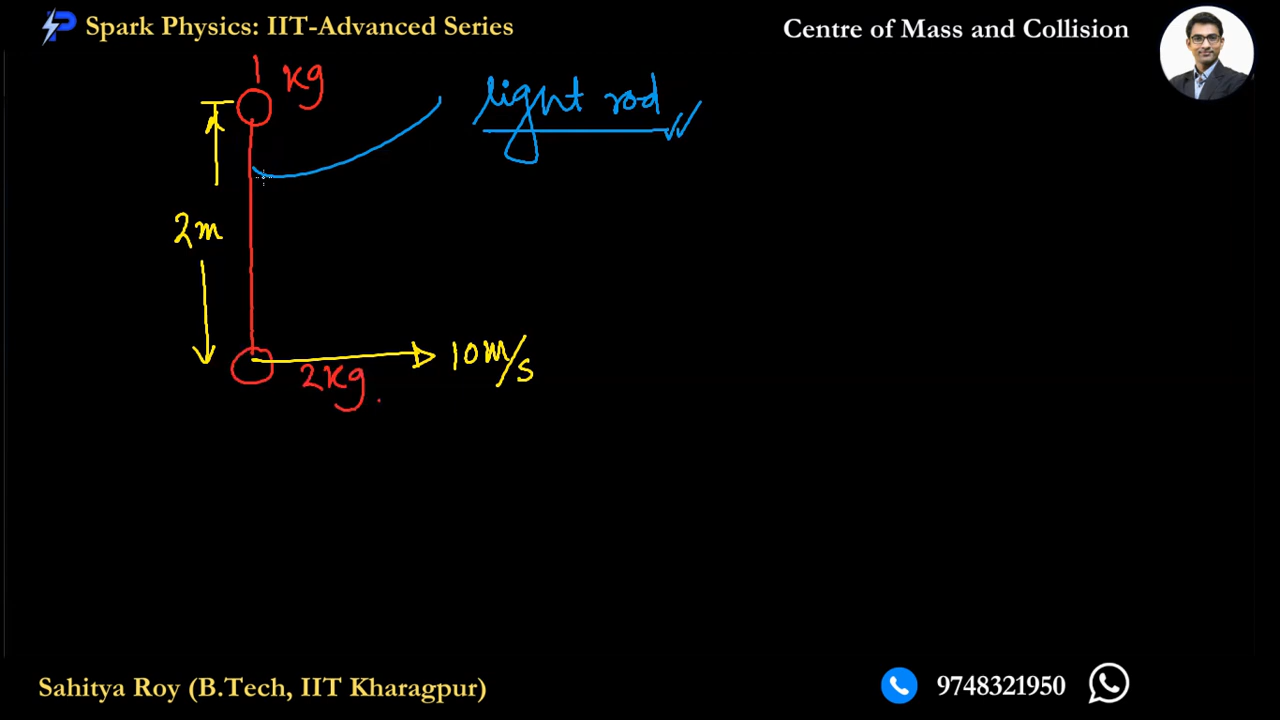 Spark Physics: IIT-Advanced Series
Centre of Mass and Collision
1 kg
light rod
2m
10m/s
2kg.
Sahitya Roy (B.Tech, IIT Kharagpur)
9748321950